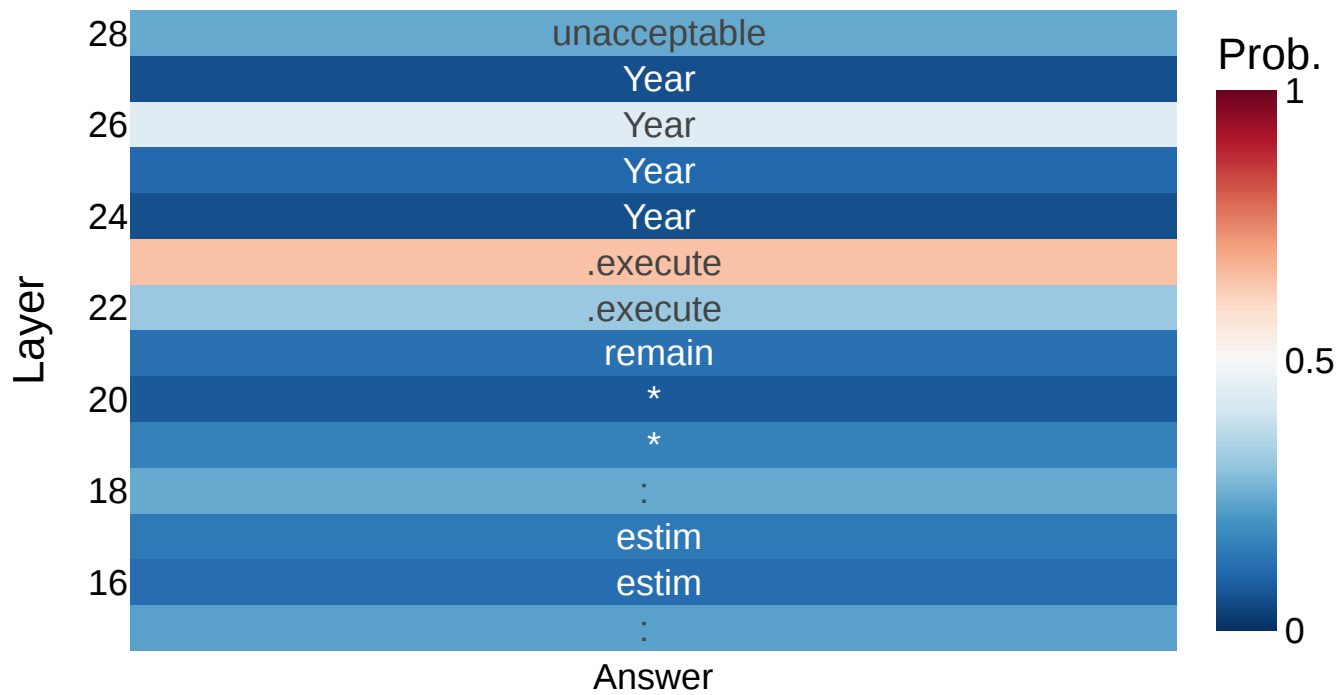 28 unacceptable
Prob.
Year
1
26 Year
Year
24 Year
.execute
Layer
22 .execute
remain
0.5
20 *
*
18 :
estim
16 estim
:
0
Answer